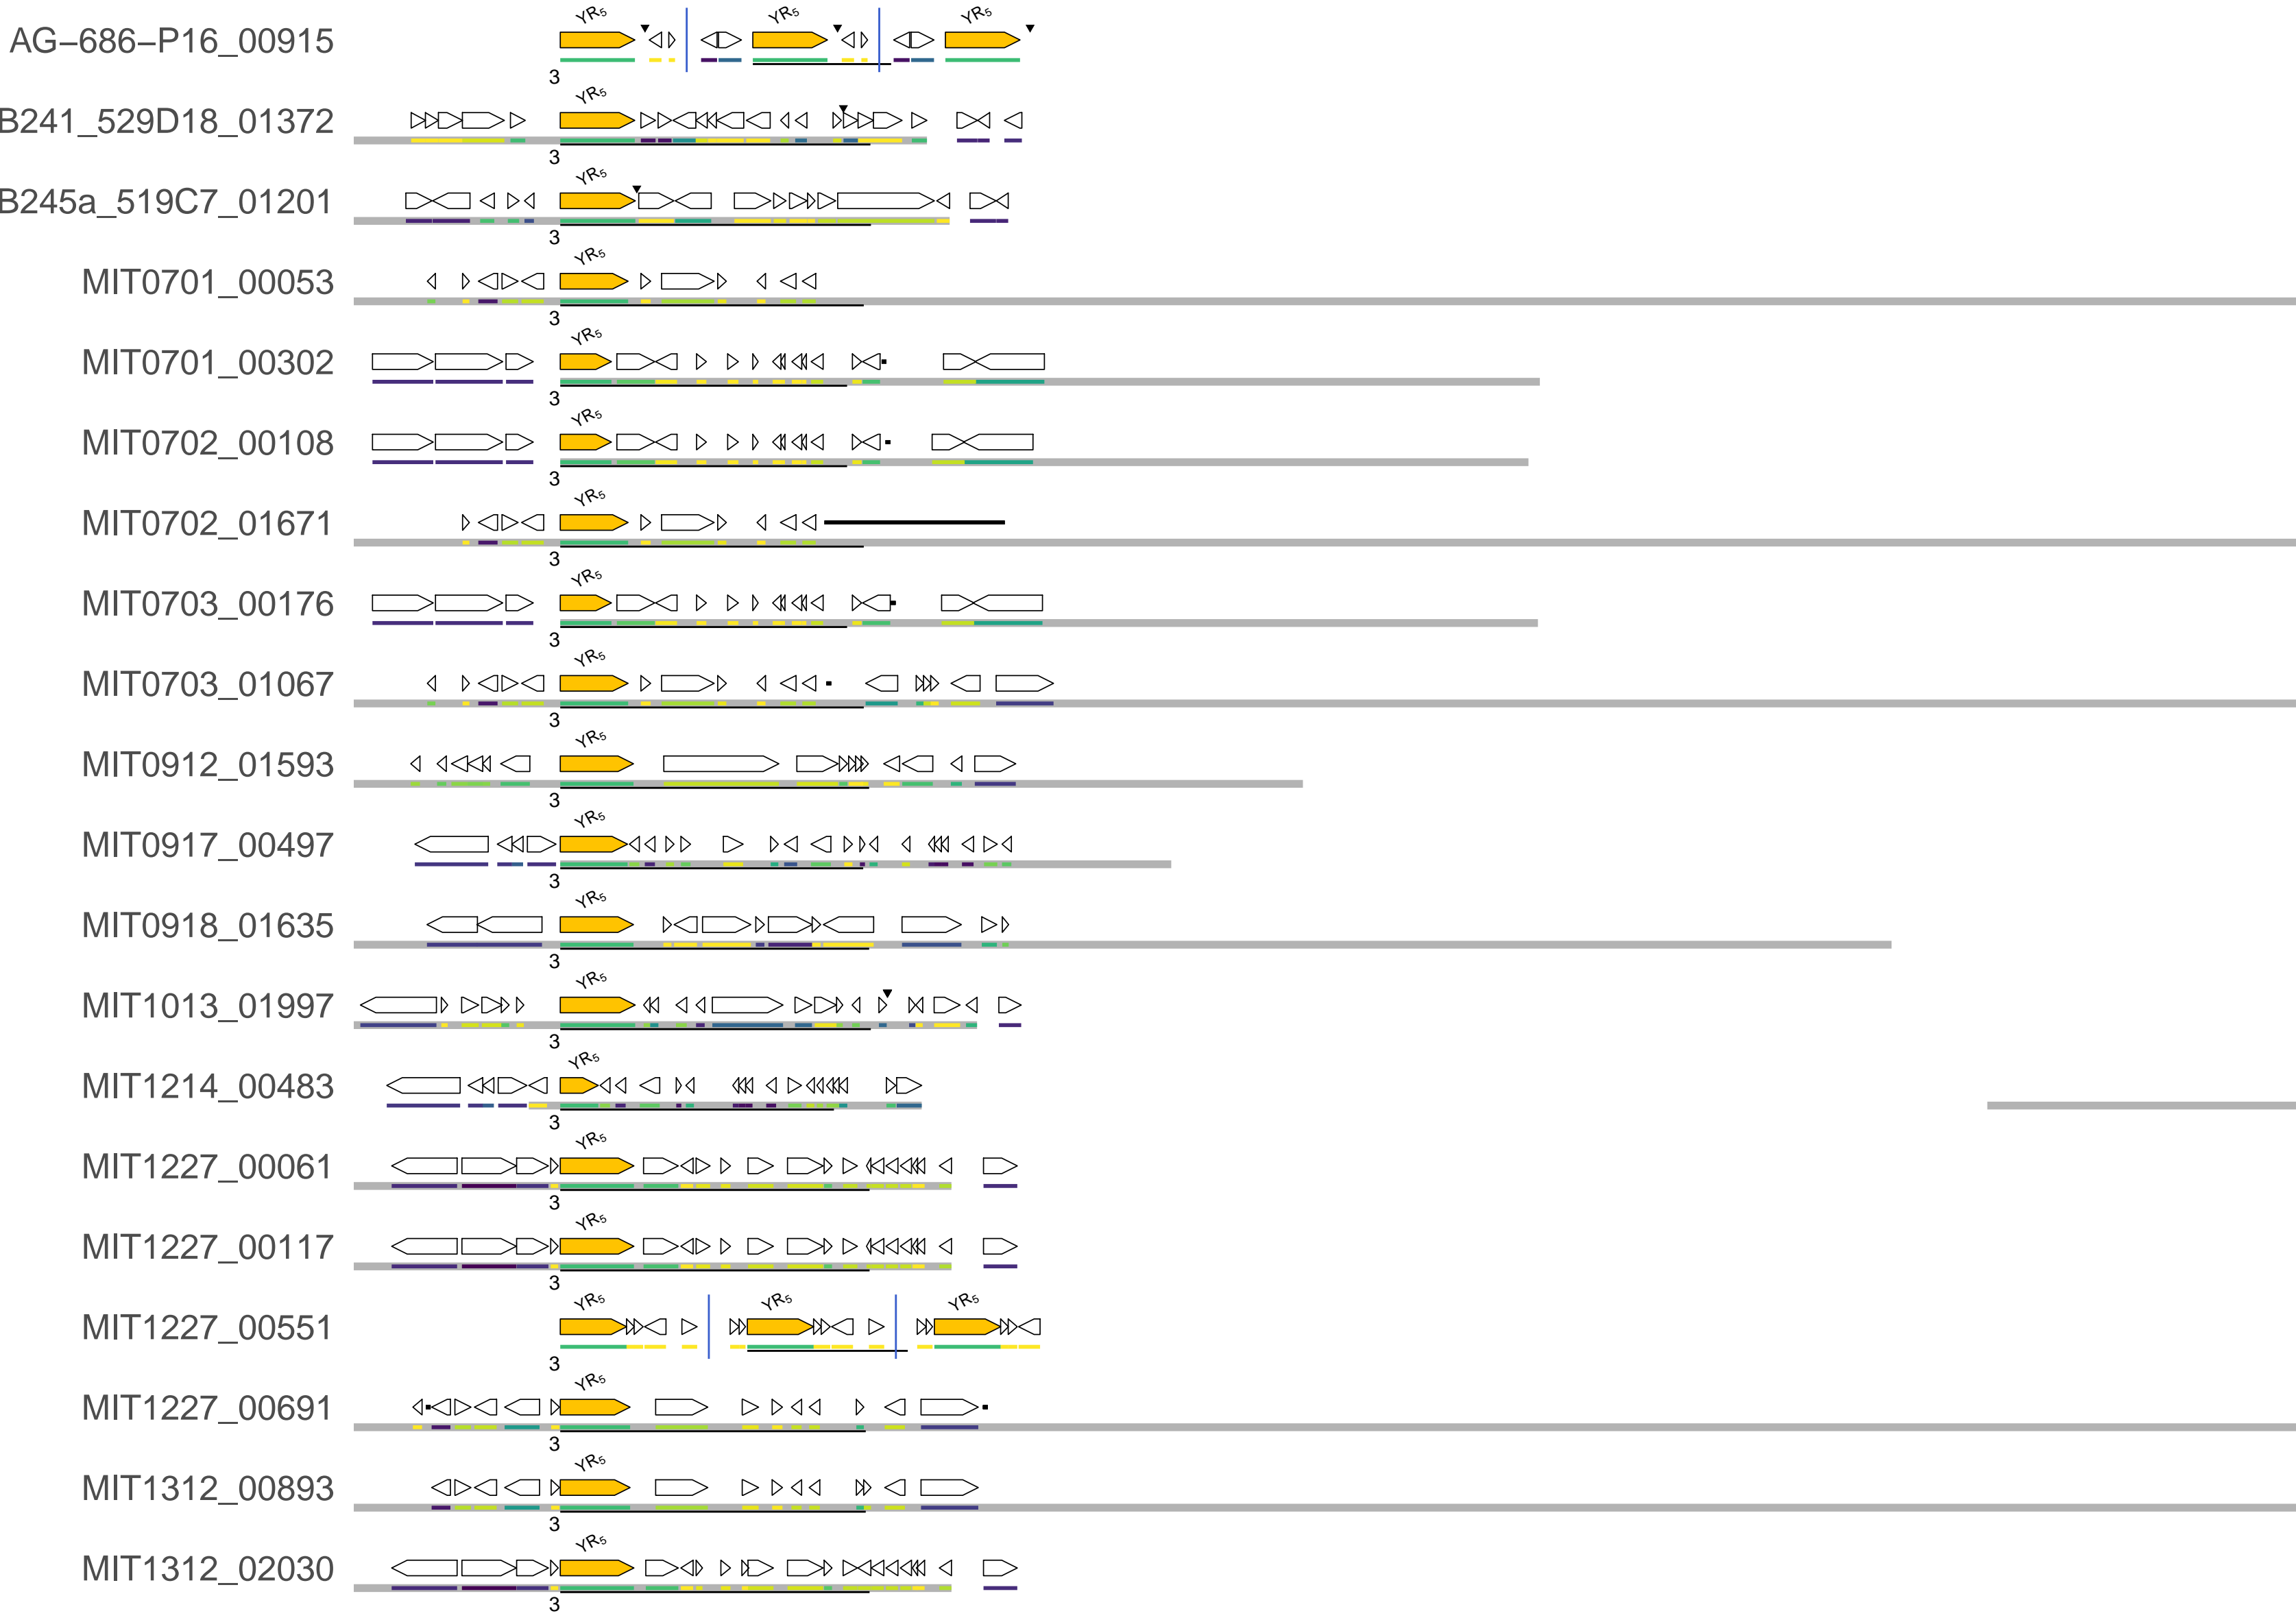 YR5 YR5 YR5
AG−686−P16_00915
3
YR5
B241_529D18_01372
3
YR5
B245a_519C7_01201
3
YR5
MIT0701_00053
3
YR5
MIT0701_00302
3
YR5
MIT0702_00108
3
YR5
MIT0702_01671
3
YR5
MIT0703_00176
3
YR5
MIT0703_01067
3
YR5
MIT0912_01593
3
YR5
MIT0917_00497
3
YR5
MIT0918_01635
3
YR5
MIT1013_01997
3
YR5
MIT1214_00483
3
YR5
MIT1227_00061
3
YR5
MIT1227_00117
3
YR5 YR5 YR5
MIT1227_00551
3
YR5
MIT1227_00691
3
YR5
MIT1312_00893
3
YR5
MIT1312_02030
3